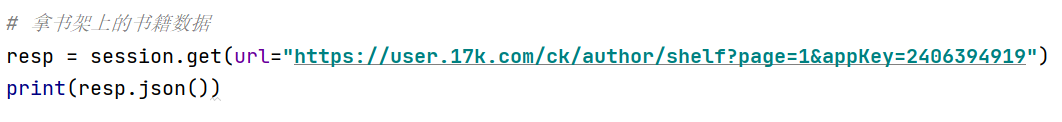 # 拿书架上的书籍数据
resp = session.get(url="https://user.17k.com/ck/author/shelf?page=1&appKey=2406394919")
print(resp.json())